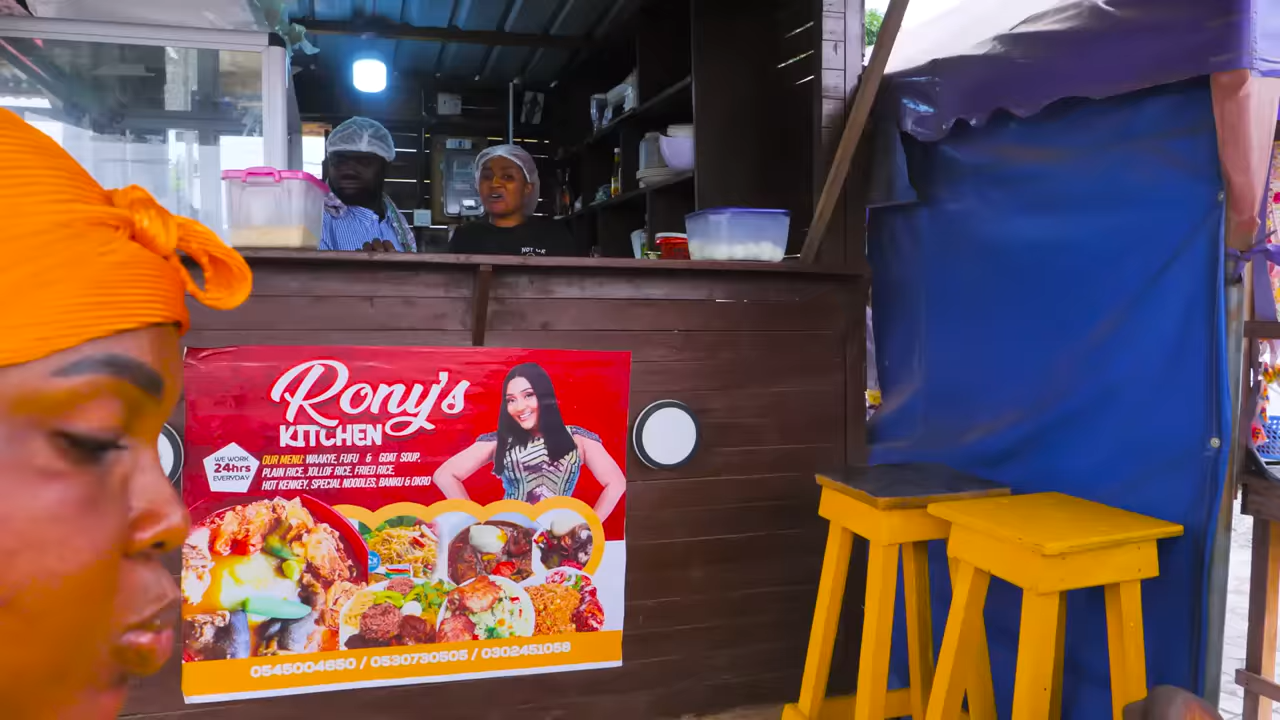 Rony's
KITCHEN
WE WORK
24hrs
EVERYDAY
OUR MENU: WAAKYE, FUFU & GOAT SOUP,
PLAIN RICE, JOLLOF RICE, FRIED RICE,
HOT KENKEY, SPECIAL NOODLES, BANKU & OKRO
0545004650 / 0530730505 / 0302451058